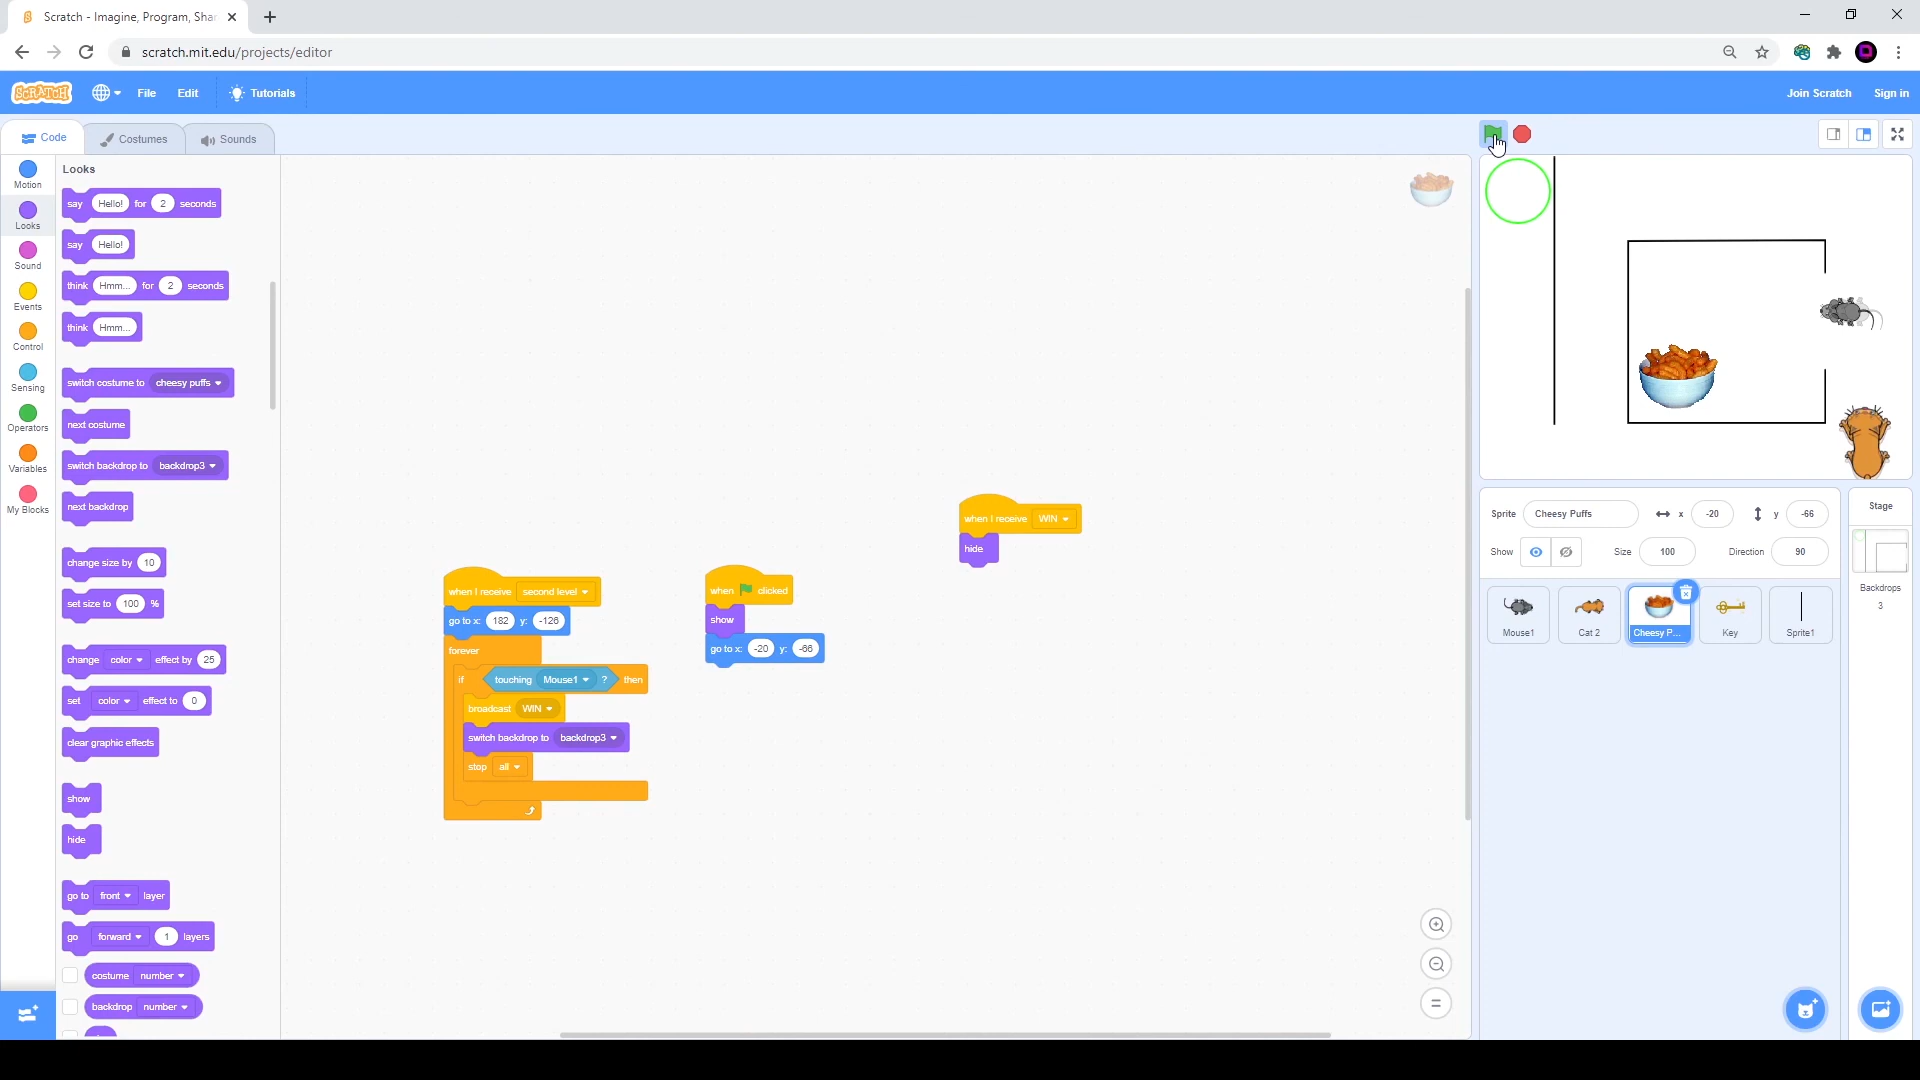 Scratch - Imagine, Program, Shar
scratch.mit.edu/projects/editor
SCRATCH
File
Edit
Tutorials
Join Scratch
Sign in
Code
Costumes
Sounds
Motion
Looks
Sound
Events
Control
Sensing
Operators
Variables
My Blocks
Looks
say Hello! for 2 seconds
say Hello!
think Hmm... for 2 seconds
think Hmm...
switch costume to cheesy puffs
next costume
switch backdrop to backdrop3
next backdrop
change size by 10
set size to 100 %
change color effect by 25
set color effect to 0
clear graphic effects
show
hide
go to front layer
go forward 1 layers
costume number
backdrop number
when I receive second level
go to x: 182 y: -126
forever
if touching Mouse1 ? then
broadcast WIN
switch backdrop to backdrop3
stop all
when clicked
show
go to x: -20 y: -66
when I receive WIN
hide
Sprite Cheesy Puffs x -20 y -66
Show Size 100 Direction 90
Mouse1
Cat 2
Cheesy P...
Key
Sprite1
Stage
Backdrops
3